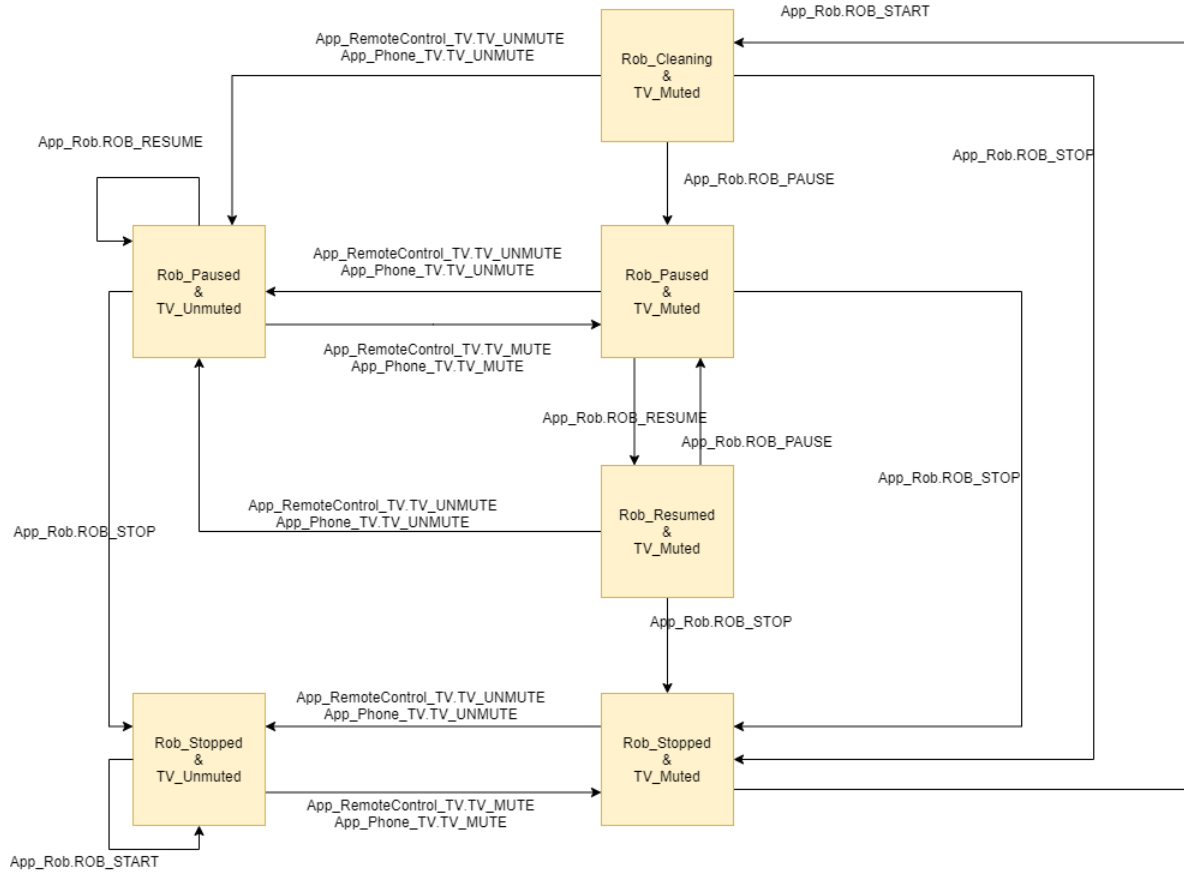 App_Rob.ROB_START
App_RemoteControl_TV.TV_UNMUTE
App_Phone_TV.TV_UNMUTE
Rob_Cleaning
&
TV_Muted
App_Rob.ROB_RESUME
App_Rob.ROB_STOP
App_Rob.ROB_PAUSE
Rob_Paused
&
TV_Unmuted
App_RemoteControl_TV.TV_UNMUTE
App_Phone_TV.TV_UNMUTE
Rob_Paused
&
TV_Muted
App_RemoteControl_TV.TV_MUTE
App_Phone_TV.TV_MUTE
App_Rob.ROB_RESUME
App_Rob.ROB_PAUSE
App_Rob.ROB_STOP
App_RemoteControl_TV.TV_UNMUTE
App_Phone_TV.TV_UNMUTE
Rob_Resumed
&
TV_Muted
App_Rob.ROB_STOP
App_Rob.ROB_STOP
App_RemoteControl_TV.TV_UNMUTE
App_Phone_TV.TV_UNMUTE
Rob_Stopped
&
TV_Unmuted
Rob_Stopped
&
TV_Muted
App_RemoteControl_TV.TV_MUTE
App_Phone_TV.TV_MUTE
App_Rob.ROB_START